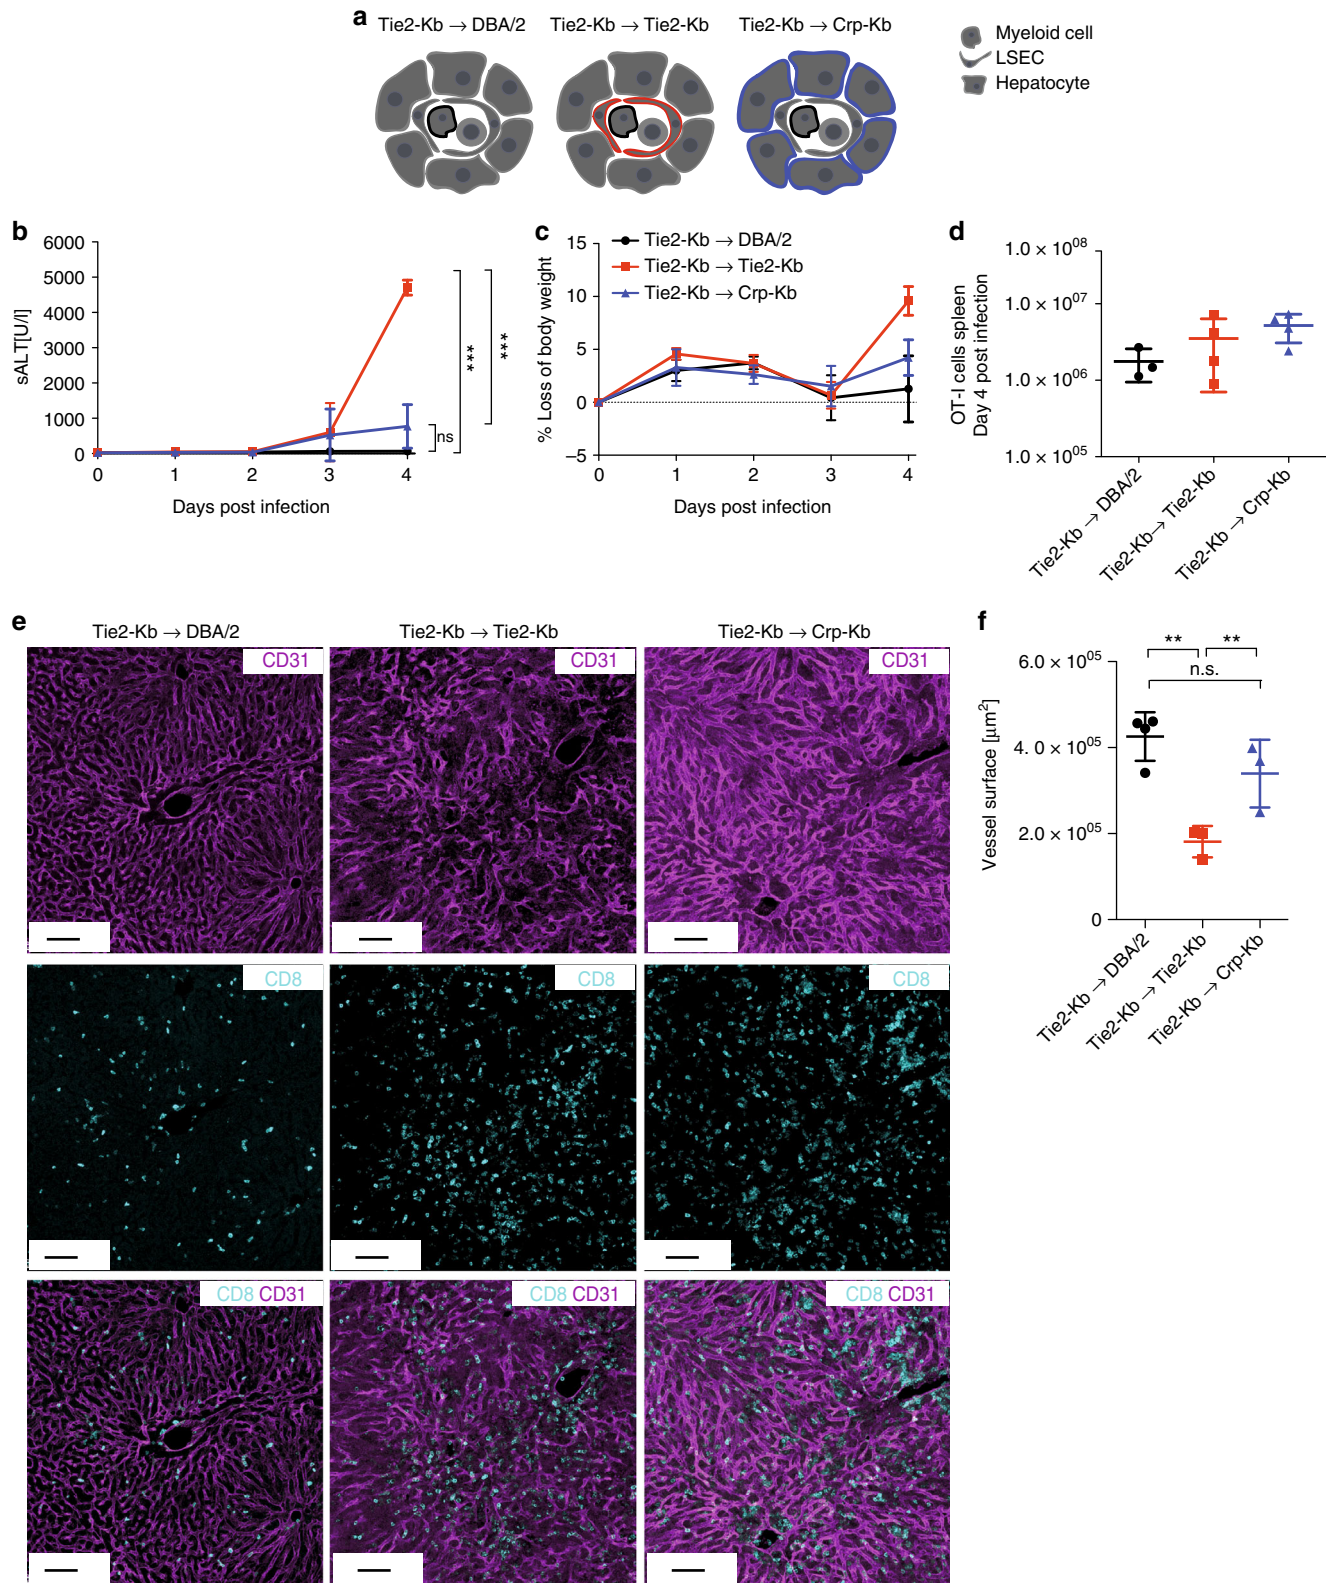 a
Tie2-Kb → DBA/2
Tie2-Kb → Tie2-Kb
Tie2-Kb → Crp-Kb
Myeloid cell
LSEC
Hepatocyte
b
sALT[U/l]
6000
5000
4000
3000
2000
1000
0
0 1 2 3 4
Days post infection
***
***
ns
c
% Loss of body weight
15
10
5
0
–5
0 1 2 3 4
Days post infection
Tie2-Kb → DBA/2
Tie2-Kb → Tie2-Kb
Tie2-Kb → Crp-Kb
d
OT-I cells spleen
Day 4 post infection
1.0 × 10^08
1.0 × 10^07
1.0 × 10^06
1.0 × 10^05
Tie2-Kb → DBA/2
Tie2-Kb → Tie2-Kb
Tie2-Kb → Crp-Kb
e
Tie2-Kb → DBA/2
Tie2-Kb → Tie2-Kb
Tie2-Kb → Crp-Kb
CD31
CD31
CD31
CD8
CD8
CD8
CD8 CD31
CD8 CD31
CD8 CD31
f
Vessel surface [µm²]
6.0 × 10^05
4. 0 × 10^05
2.0 × 10^05
0
** **
n.s.
Tie2-Kb → DBA/2
Tie2-Kb → Tie2-Kb
Tie2-Kb → Crp-Kb